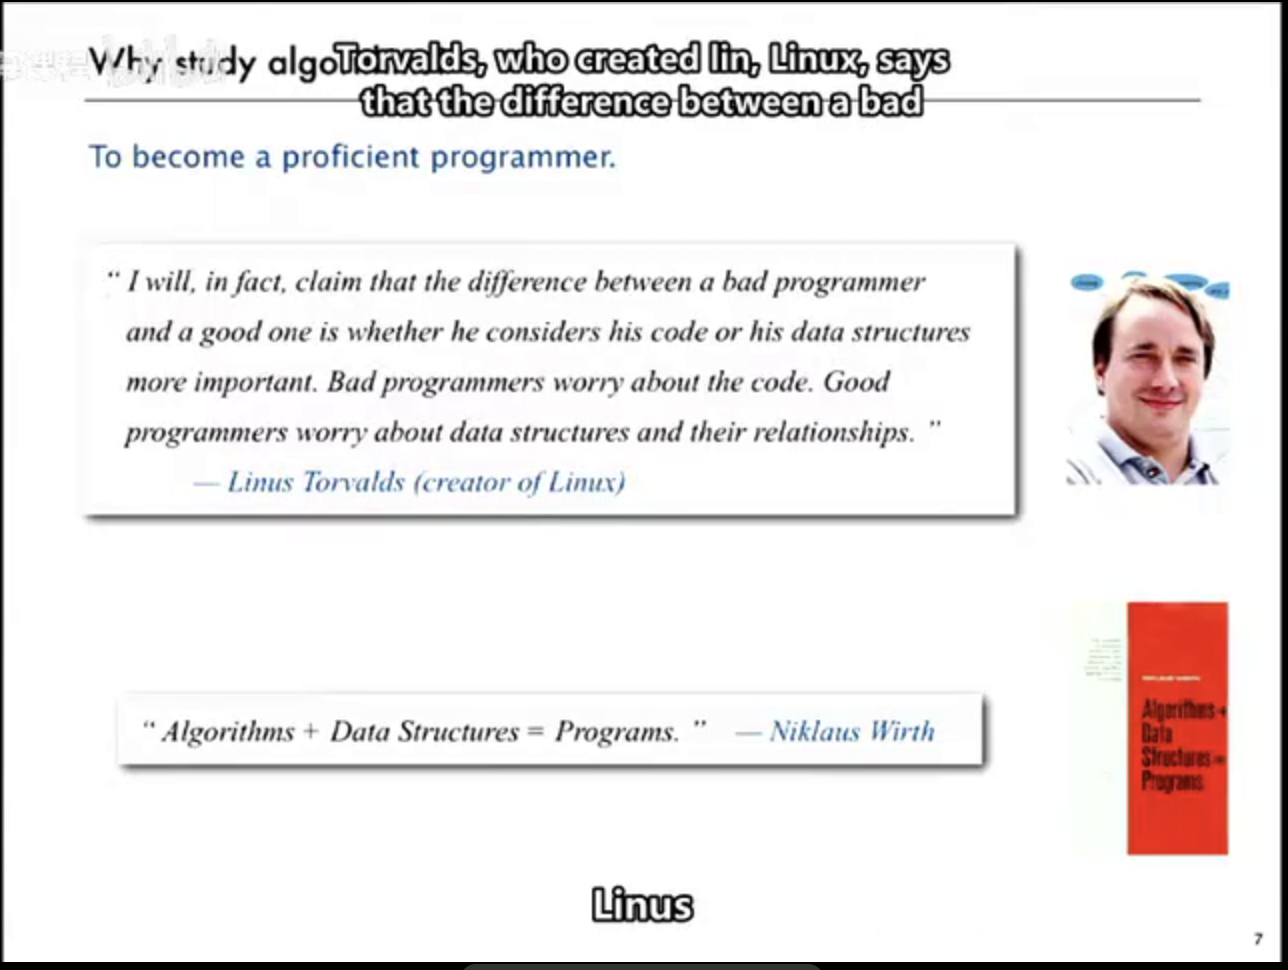 Why study algo
Torvalds, who created lin, Linux, says
that the difference between a bad
To become a proficient programmer.
“ I will, in fact, claim that the difference between a bad programmer
and a good one is whether he considers his code or his data structures
more important. Bad programmers worry about the code. Good
programmers worry about data structures and their relationships. ”
— Linus Torvalds (creator of Linux)
“ Algorithms + Data Structures = Programs. ” — Niklaus Wirth
Algorithms +
Data
Structures =
Programs
Linus
7